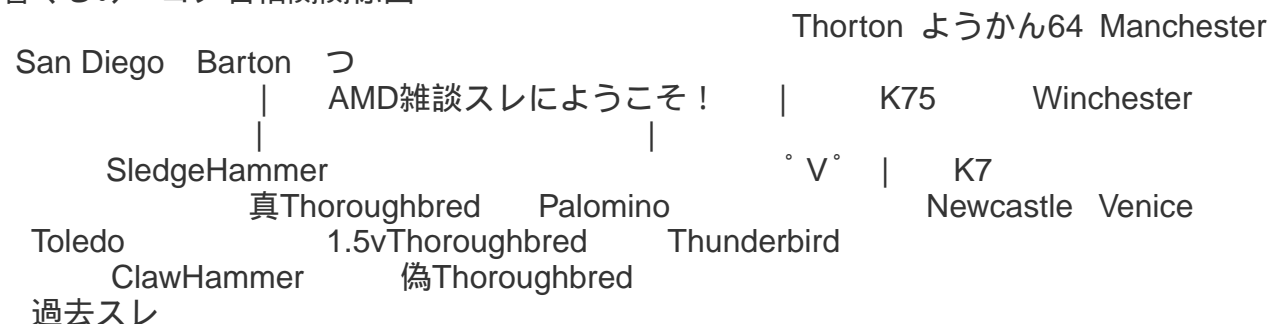 Thorton ようかん64 Manchester
San Diego Barton つ
| AMD雑談スレにようこそ！ | K75 Winchester
| |
SledgeHammer ゜V゜ | K7
真Thoroughbred Palomino Newcastle Venice
Toledo 1.5vThoroughbred Thunderbird
ClawHammer 偽Thoroughbred
過去スレ